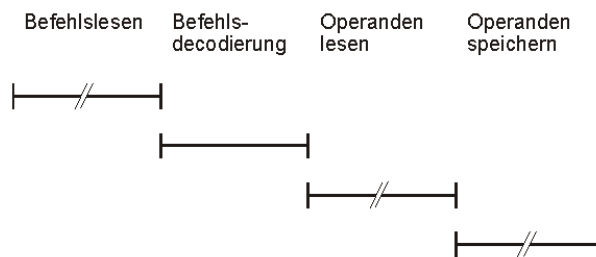 Befehlslesen
Befehls-
decodierung
Operanden
lesen
Operanden
speichern